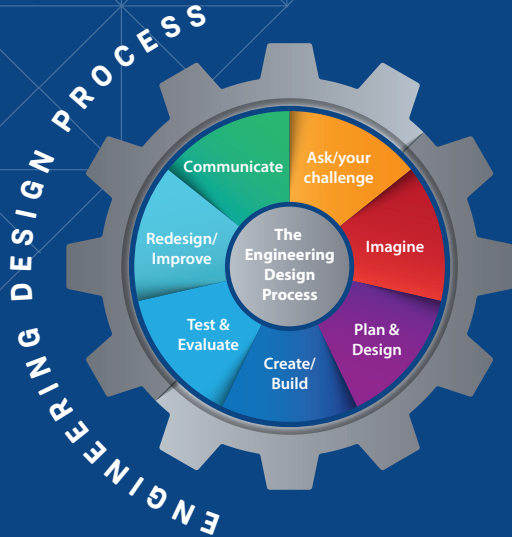 ENGINEERING DESIGN PROCESS
The
Engineering
Design
Process
Ask/your
challenge
Imagine
Plan &
Design
Create/
Build
Test &
Evaluate
Redesign/
Improve
Communicate